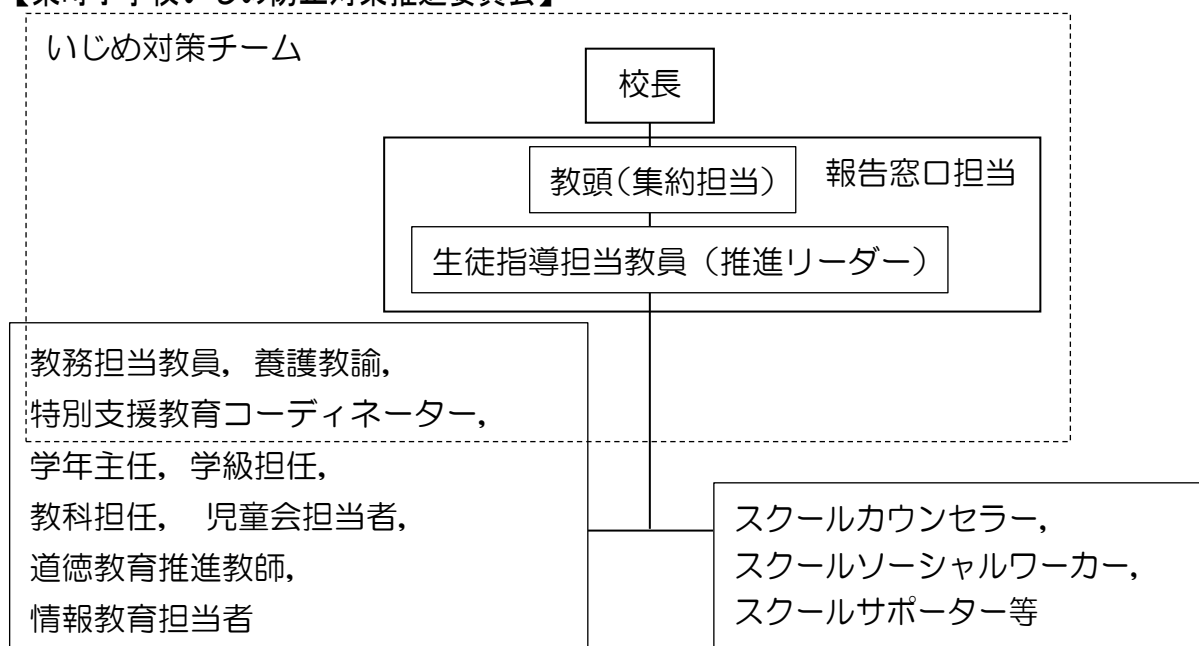 いじめ対策チーム
校長
教頭(集約担当)
報告窓口担当
生徒指導担当教員（推進リーダー）
教務担当教員，養護教諭，
特別支援教育コーディネーター，
学年主任，学級担任，
教科担任，　児童会担当者，
道徳教育推進教師，
情報教育担当者
スクールカウンセラー，
スクールソーシャルワーカー，
スクールサポーター等